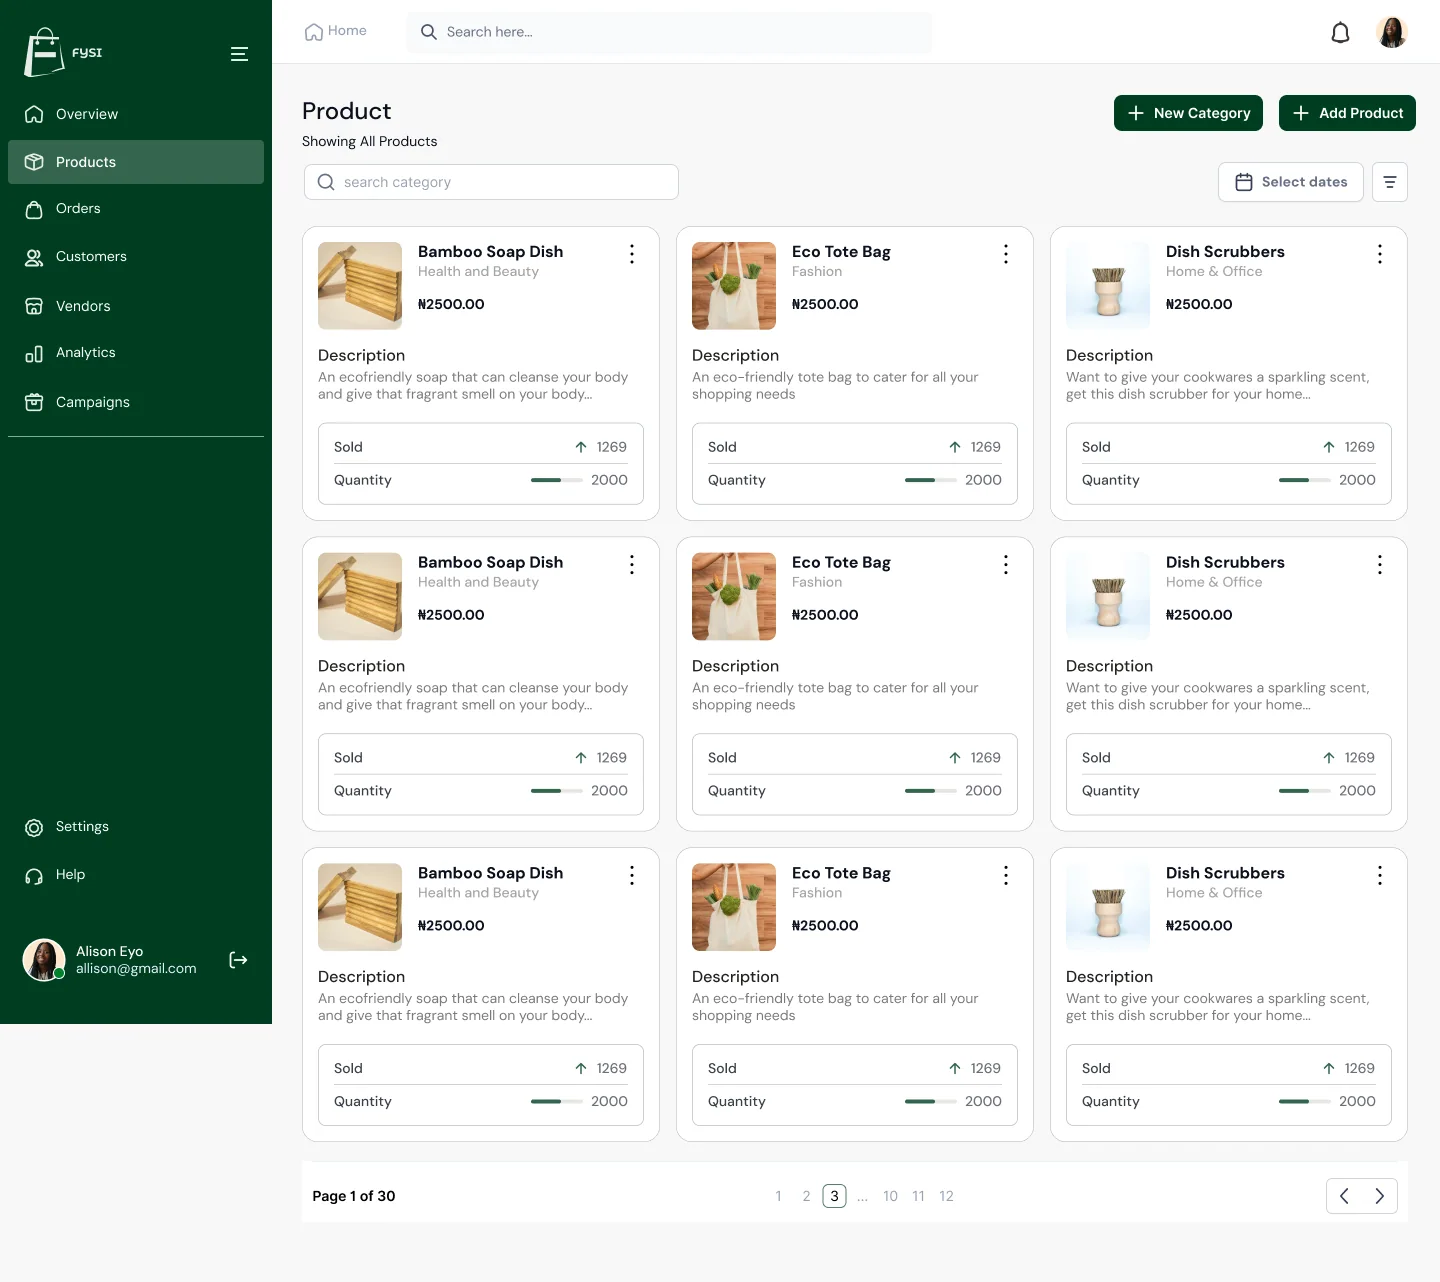 FYSI
Overview
Products
Orders
Customers
Vendors
Analytics
Campaigns
Settings
Help
Alison Eyo
allison@gmail.com
Home
Search here...
Product
Showing All Products
New Category
Add Product
search category
Select dates
Bamboo Soap Dish
Health and Beauty
₦2500.00
Description
An ecofriendly soap that can cleanse your body
and give that fragrant smell on your body...
Sold 1269
Quantity 2000
Eco Tote Bag
Fashion
₦2500.00
Description
An eco-friendly tote bag to cater for all your
shopping needs
Sold 1269
Quantity 2000
Dish Scrubbers
Home & Office
₦2500.00
Description
Want to give your cookwares a sparkling scent,
get this dish scrubber for your home...
Sold 1269
Quantity 2000
Bamboo Soap Dish
Health and Beauty
₦2500.00
Description
An ecofriendly soap that can cleanse your body
and give that fragrant smell on your body...
Sold 1269
Quantity 2000
Eco Tote Bag
Fashion
₦2500.00
Description
An eco-friendly tote bag to cater for all your
shopping needs
Sold 1269
Quantity 2000
Dish Scrubbers
Home & Office
₦2500.00
Description
Want to give your cookwares a sparkling scent,
get this dish scrubber for your home...
Sold 1269
Quantity 2000
Bamboo Soap Dish
Health and Beauty
₦2500.00
Description
An ecofriendly soap that can cleanse your body
and give that fragrant smell on your body...
Sold 1269
Quantity 2000
Eco Tote Bag
Fashion
₦2500.00
Description
An eco-friendly tote bag to cater for all your
shopping needs
Sold 1269
Quantity 2000
Dish Scrubbers
Home & Office
₦2500.00
Description
Want to give your cookwares a sparkling scent,
get this dish scrubber for your home...
Sold 1269
Quantity 2000
Page 1 of 30
1 2 3 ... 10 11 12